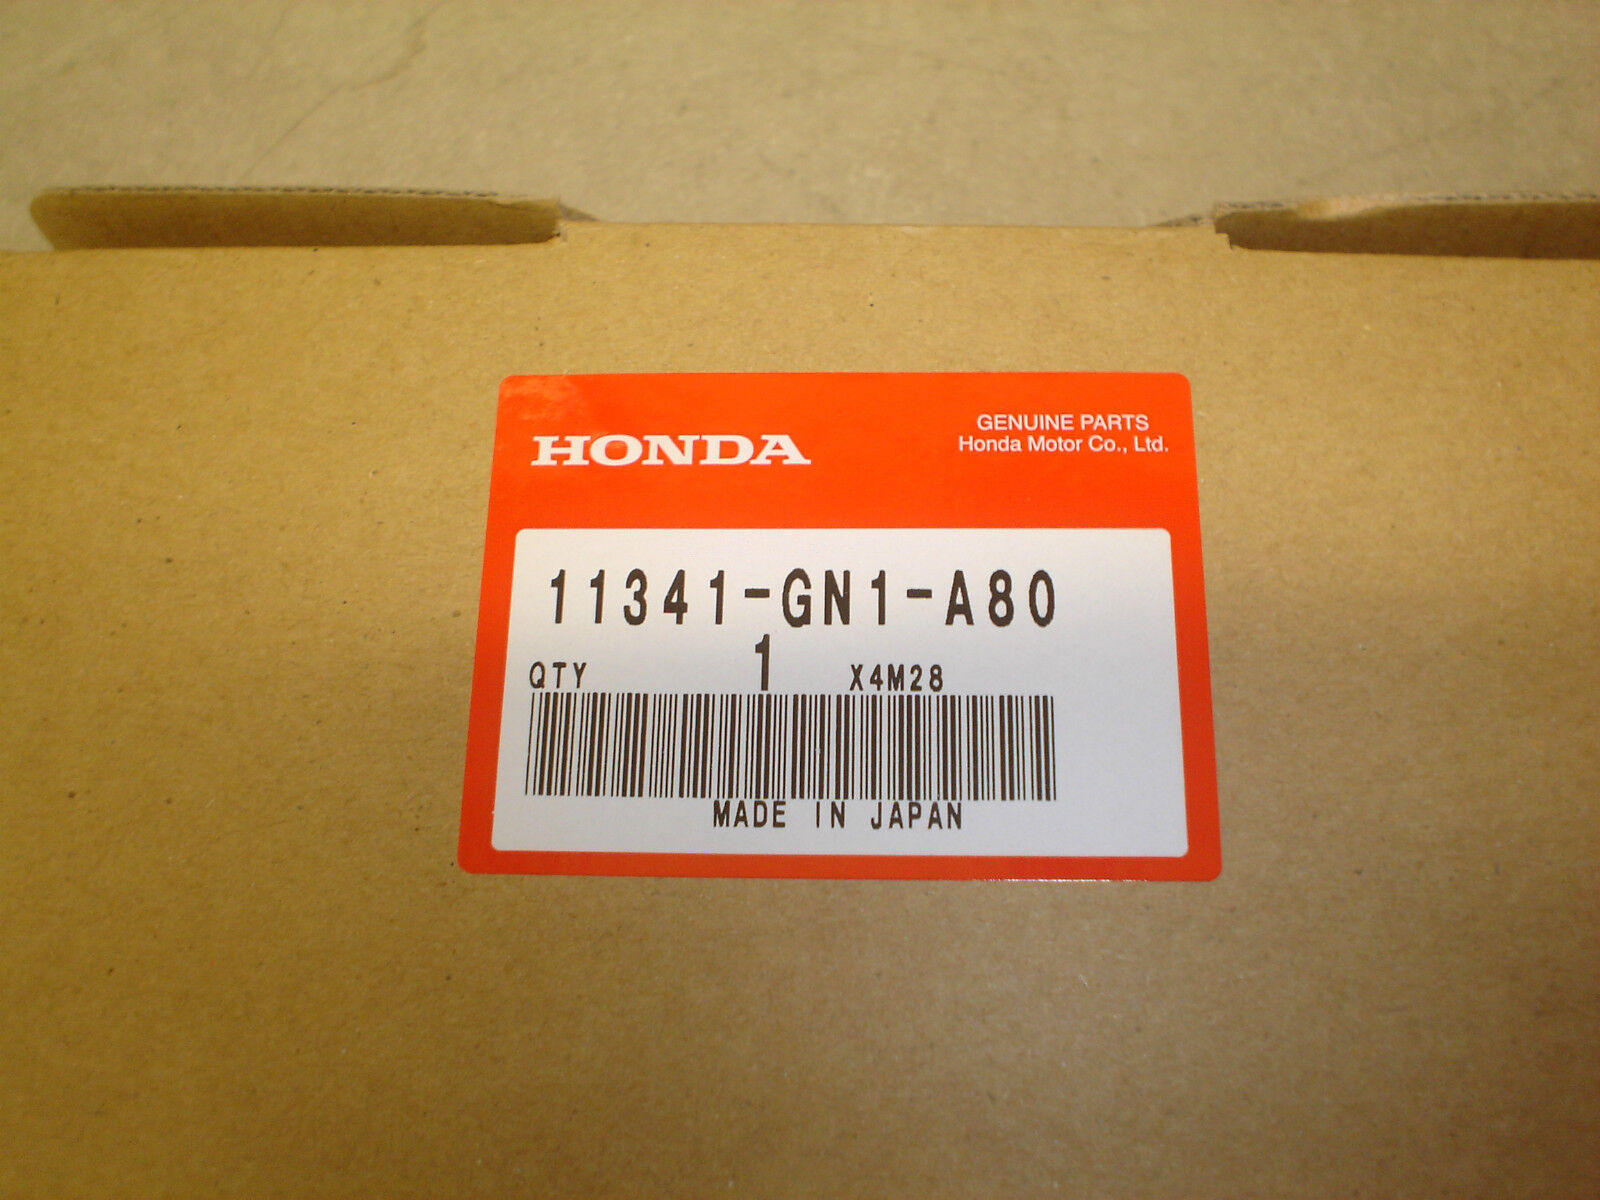 HONDA
GENUINE PARTS
Honda Motor Co., Ltd.
11341-GN1-A80
QTY 1 X4M28
MADE IN JAPAN